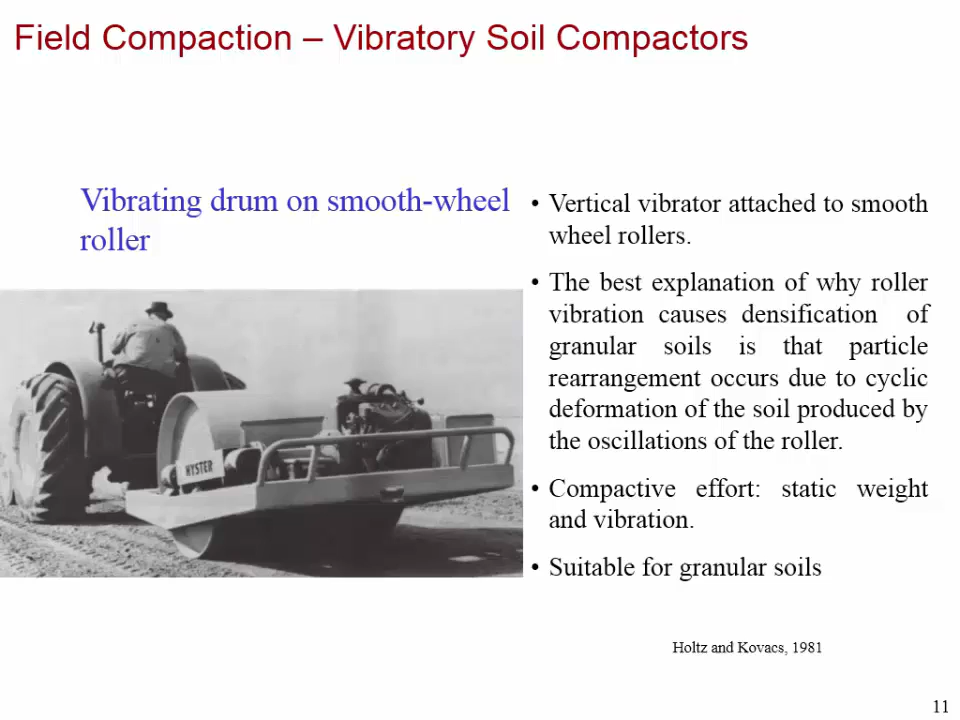 Field Compaction – Vibratory Soil Compactors
Vibrating drum on smooth-wheel
roller
HYSTER
• Vertical vibrator attached to smooth
wheel rollers.
• The best explanation of why roller
vibration causes densification of
granular soils is that particle
rearrangement occurs due to cyclic
deformation of the soil produced by
the oscillations of the roller.
• Compactive effort: static weight
and vibration.
• Suitable for granular soils
Holtz and Kovacs, 1981
11